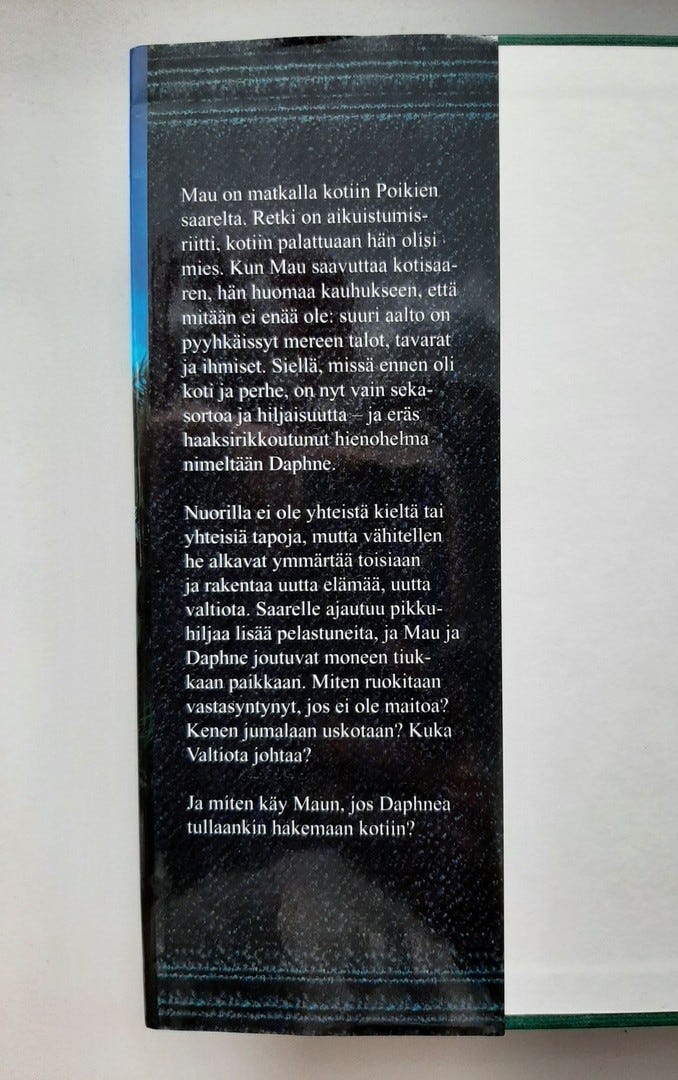 Mau on matkalla kotiin Poikien
saarelta. Retki on aikuistumis-
riitti, kotiin palattuaan hän olisi
mies. Kun Mau saavuttaa kotisaa-
ren, hän huomaa kauhukseen, että
mitään ei enää ole: suuri aalto on
pyyhkäissyt mereen talot, tavarat
ja ihmiset. Siellä, missä ennen oli
koti ja perhe, on nyt vain seka-
sortoa ja hiljaisuutta – ja eräs
haaksirikkoutunut hienohelma
nimeltään Daphne.
Nuorilla ei ole yhteistä kieltä tai
yhteisiä tapoja, mutta vähitellen
he alkavat ymmärtää toisiaan
ja rakentaa uutta elämää, uutta
valtiota. Saarelle ajautuu pikku-
hiljaa lisää pelastuneita, ja Mau ja
Daphne joutuvat moneen tiuk-
kaan paikkaan. Miten ruokitaan
vastasyntynyt, jos ei ole maitoa?
Kenen jumalaan uskotaan? Kuka
Valtiota johtaa?
Ja miten käy Maun, jos Daphnea
tullaankin hakemaan kotiin?